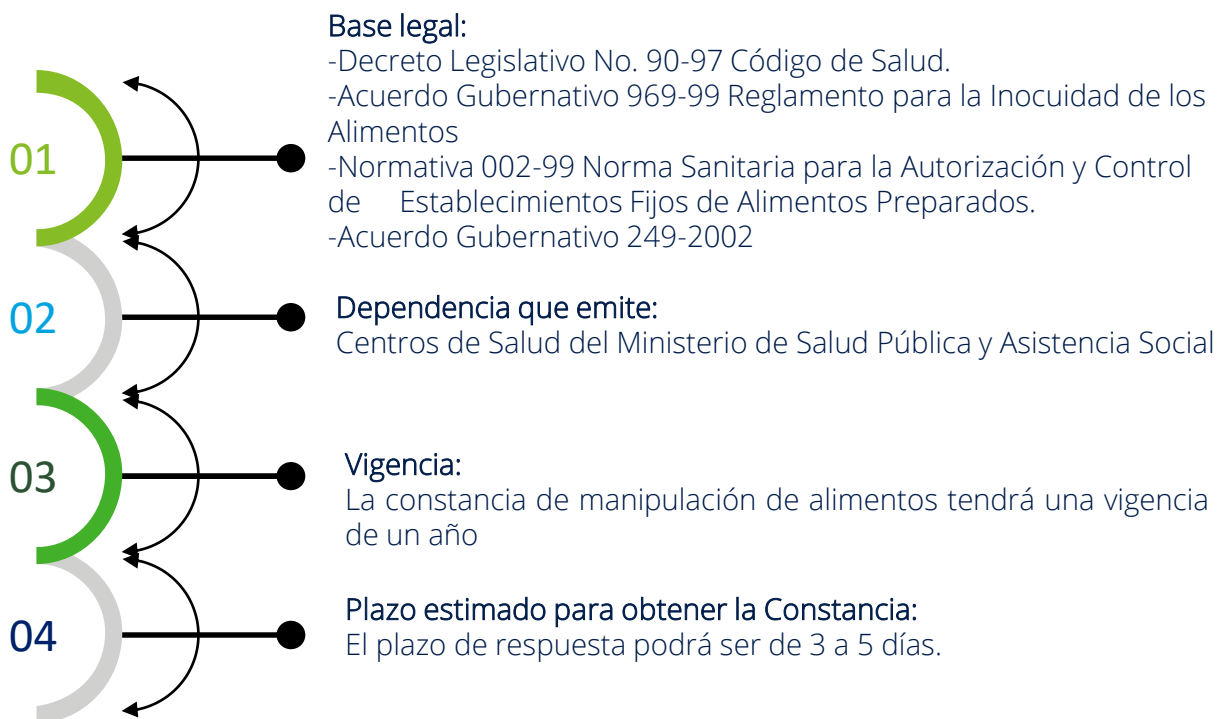 01
Base legal:
-Decreto Legislativo No. 90-97 Código de Salud.
-Acuerdo Gubernativo 969-99 Reglamento para la Inocuidad de los
Alimentos
-Normativa 002-99 Norma Sanitaria para la Autorización y Control
de Establecimientos Fijos de Alimentos Preparados.
-Acuerdo Gubernativo 249-2002
02
Dependencia que emite:
Centros de Salud del Ministerio de Salud Pública y Asistencia Social
03
Vigencia:
La constancia de manipulación de alimentos tendrá una vigencia
de un año
04
Plazo estimado para obtener la Constancia:
El plazo de respuesta podrá ser de 3 a 5 días.